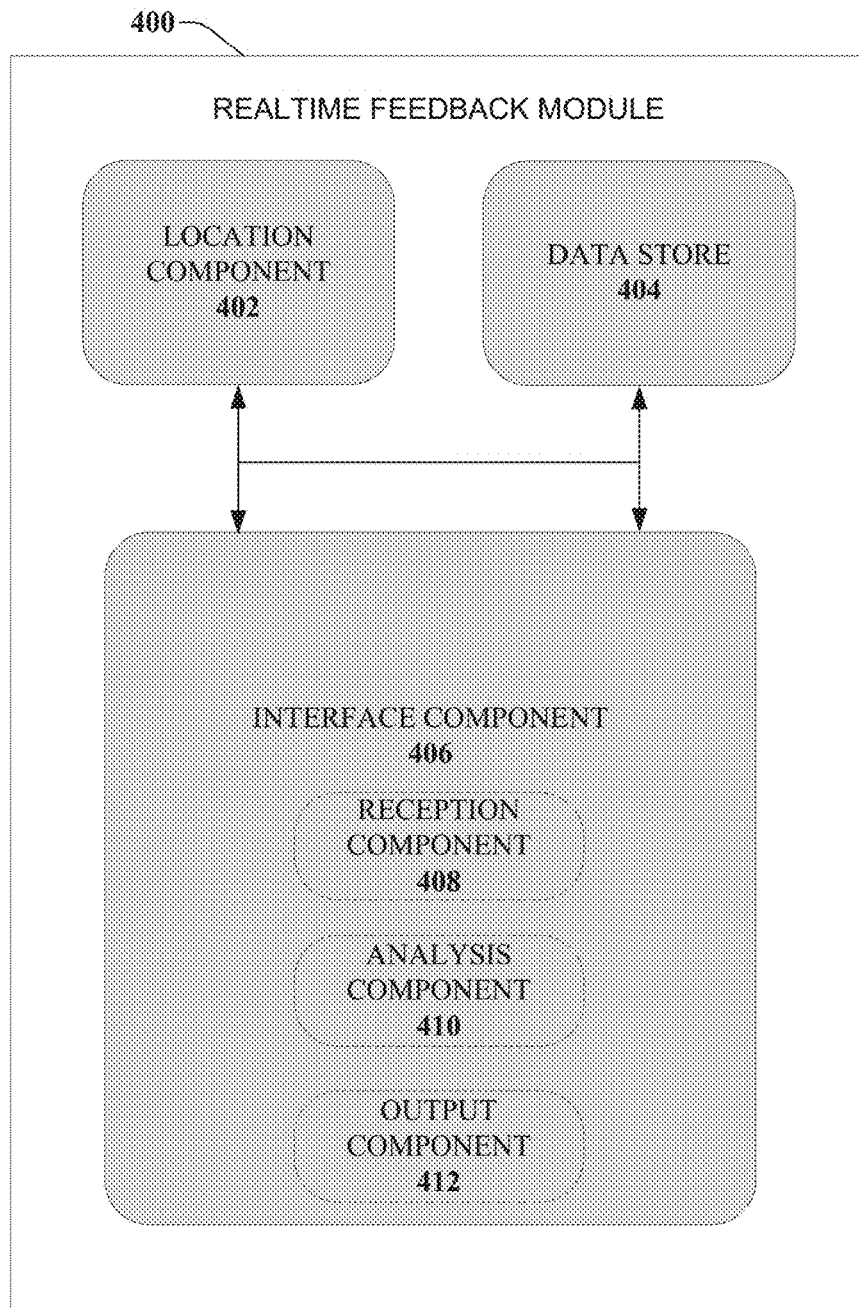 400
REALTIME FEEDBACK MODULE
LOCATION
COMPONENT
402
DATA STORE
404
INTERFACE COMPONENT
406
RECEPTION
COMPONENT
408
ANALYSIS
COMPONENT
410
OUTPUT
COMPONENT
412